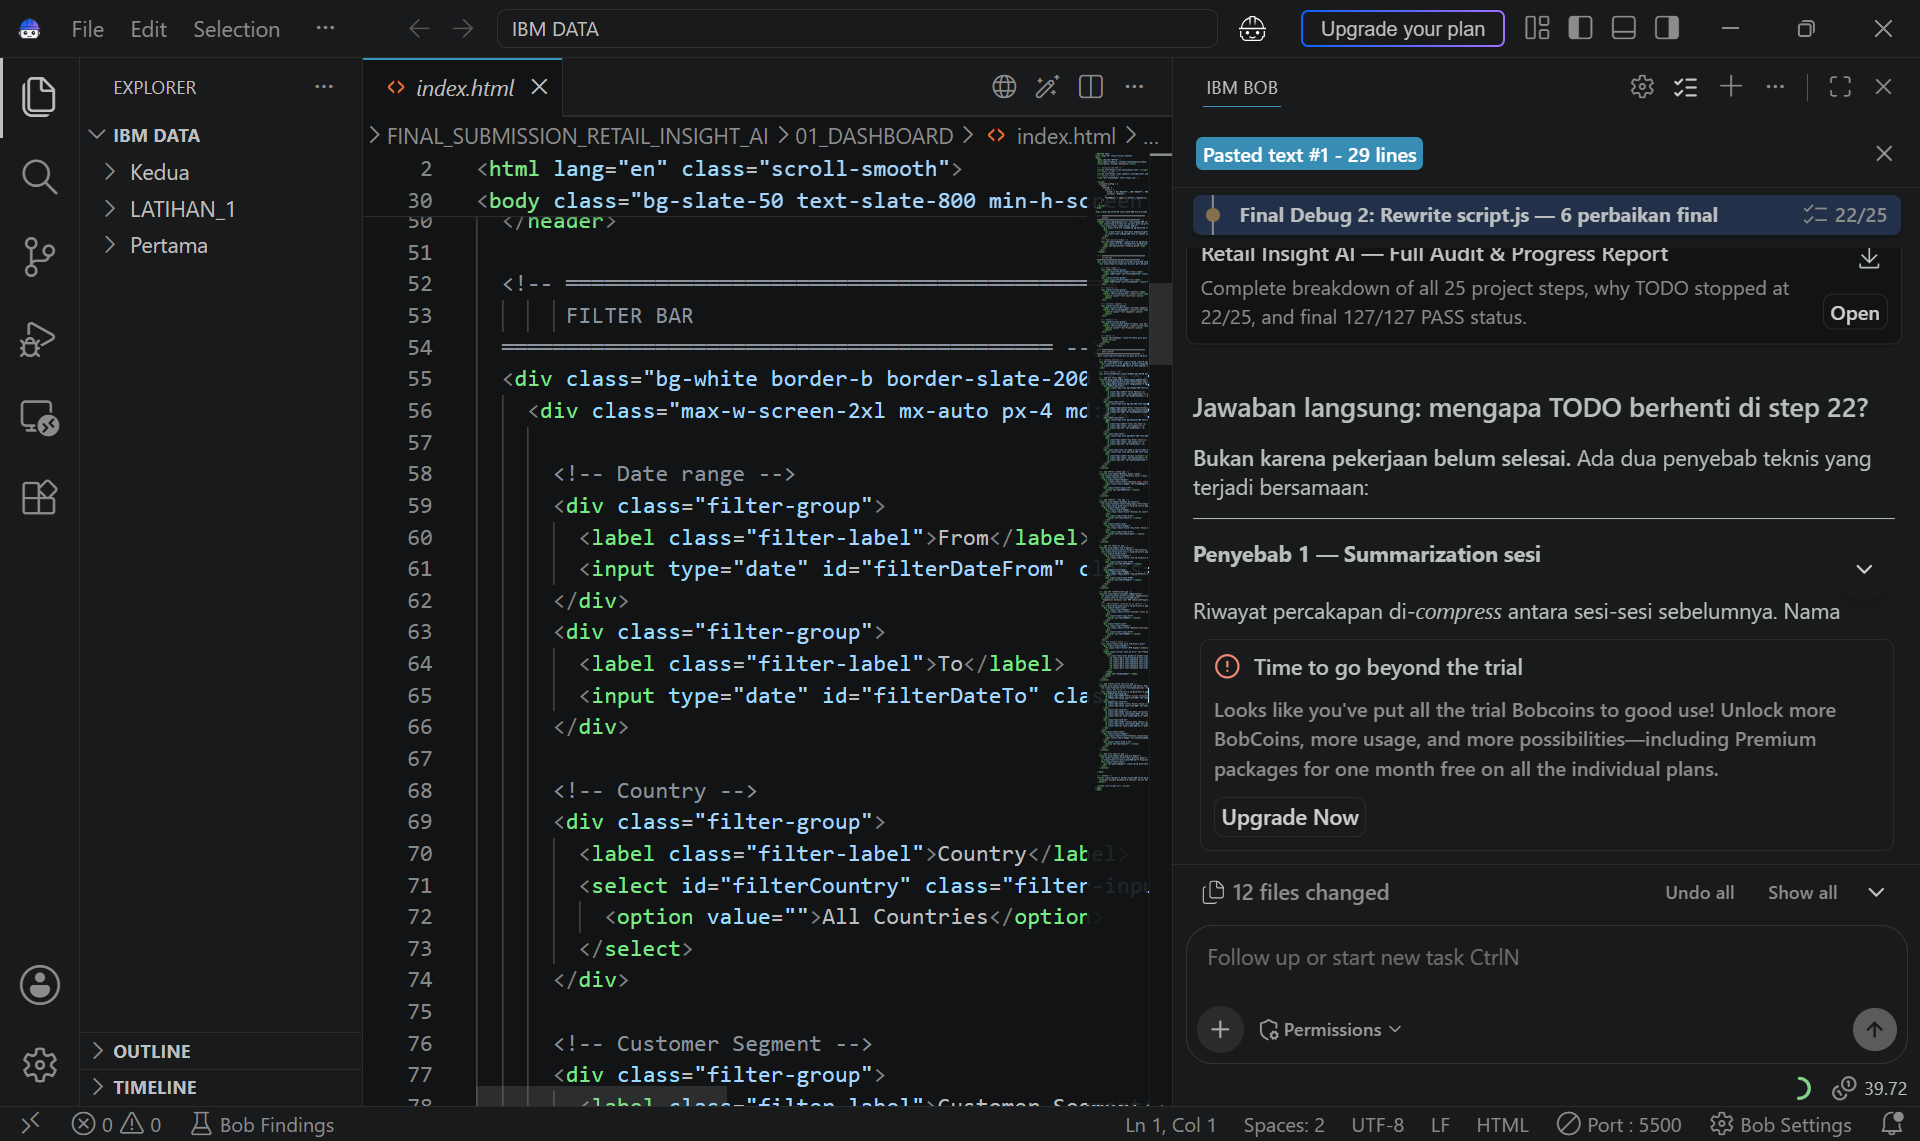 File Edit Selection ··· IBM DATA Upgrade your plan
EXPLORER
IBM DATA
Kedua
LATIHAN_1
Pertama
OUTLINE
TIMELINE
index.html
FINAL_SUBMISSION_RETAIL_INSIGHT_AI > 01_DASHBOARD > index.html > ...
2 <html lang="en" class="scroll-smooth">
30 <body class="bg-slate-50 text-slate-800 min-h-screen
50 </header>
51
52 <!-- ═══════════════════════════════════════════
53 FILTER BAR
54 ═══════════════════════════════════════════ --
55 <div class="bg-white border-b border-slate-200
56 <div class="max-w-screen-2xl mx-auto px-4 md:
57
58 <!-- Date range -->
59 <div class="filter-group">
60 <label class="filter-label">From</label>
61 <input type="date" id="filterDateFrom" c
62 </div>
63 <div class="filter-group">
64 <label class="filter-label">To</label>
65 <input type="date" id="filterDateTo" clas
66 </div>
67
68 <!-- Country -->
69 <div class="filter-group">
70 <label class="filter-label">Country</label>
71 <select id="filterCountry" class="filter-inpu
72 <option value="">All Countries</option>
73 </select>
74 </div>
75
76 <!-- Customer Segment -->
77 <div class="filter-group">
78 <label class="filter-label">Customer Segment
IBM BOB
Pasted text #1 - 29 lines
Final Debug 2: Rewrite script.js — 6 perbaikan final 22/25
Retail Insight AI — Full Audit & Progress Report
Complete breakdown of all 25 project steps, why TODO stopped at
22/25, and final 127/127 PASS status.
Open
Jawaban langsung: mengapa TODO berhenti di step 22?
Bukan karena pekerjaan belum selesai. Ada dua penyebab teknis yang
terjadi bersamaan:
Penyebab 1 — Summarization sesi
Riwayat percakapan di-compress antara sesi-sesi sebelumnya. Nama
Time to go beyond the trial
Looks like you've put all the trial Bobcoins to good use! Unlock more
BobCoins, more usage, and more possibilities—including Premium
packages for one month free on all the individual plans.
Upgrade Now
12 files changed Undo all Show all
Follow up or start new task CtrlN
Permissions
39.72
0 0 Bob Findings Ln 1, Col 1 Spaces: 2 UTF-8 LF HTML Port : 5500 Bob Settings